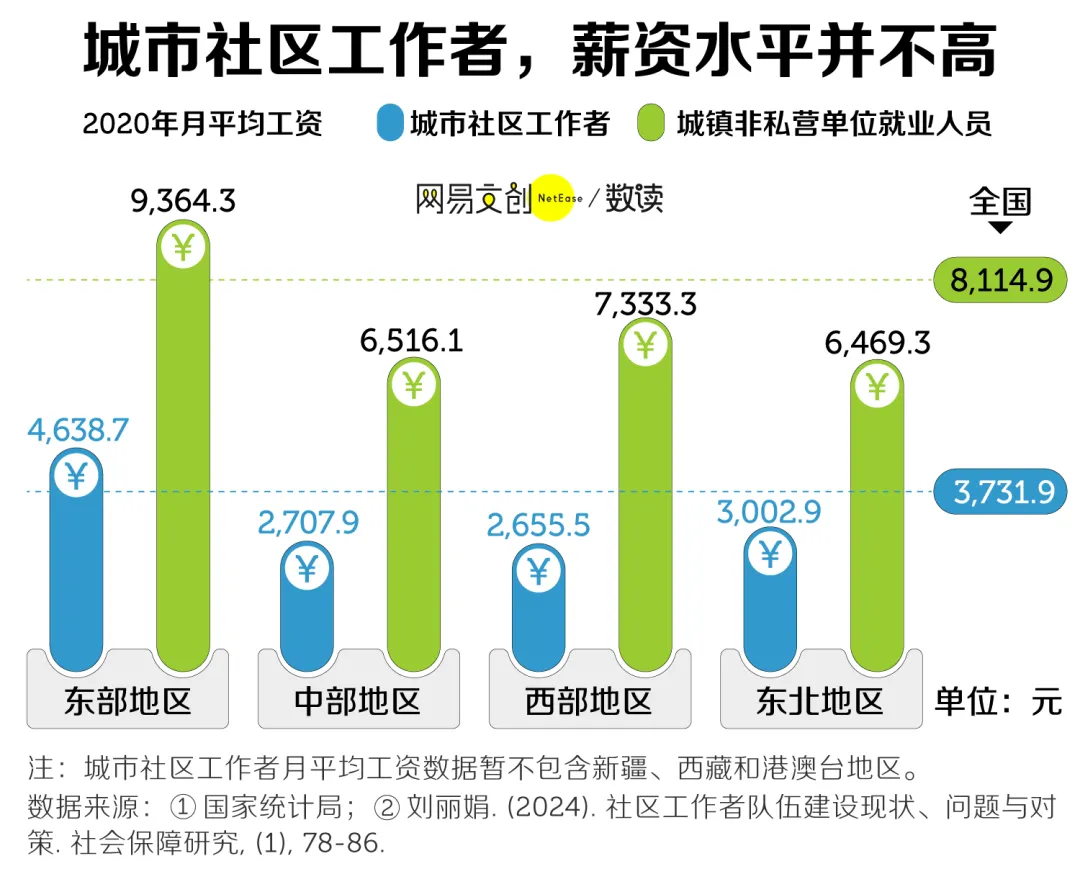 城市社区工作者，薪资水平并不高
2020年月平均工资 城市社区工作者 城镇非私营单位就业人员
网易文创 NetEase / 数读
全国
9,364.3
8,114.9
7,333.3
6,516.1
6,469.3
4,638.7
3,731.9
2,707.9
2,655.5
3,002.9
¥ ¥ ¥ ¥ ¥ ¥ ¥ ¥
东部地区 中部地区 西部地区 东北地区 单位：元
注：城市社区工作者月平均工资数据暂不包含新疆、西藏和港澳台地区。
数据来源：① 国家统计局；② 刘丽娟. (2024). 社区工作者队伍建设现状、问题与对
策. 社会保障研究, (1), 78-86.